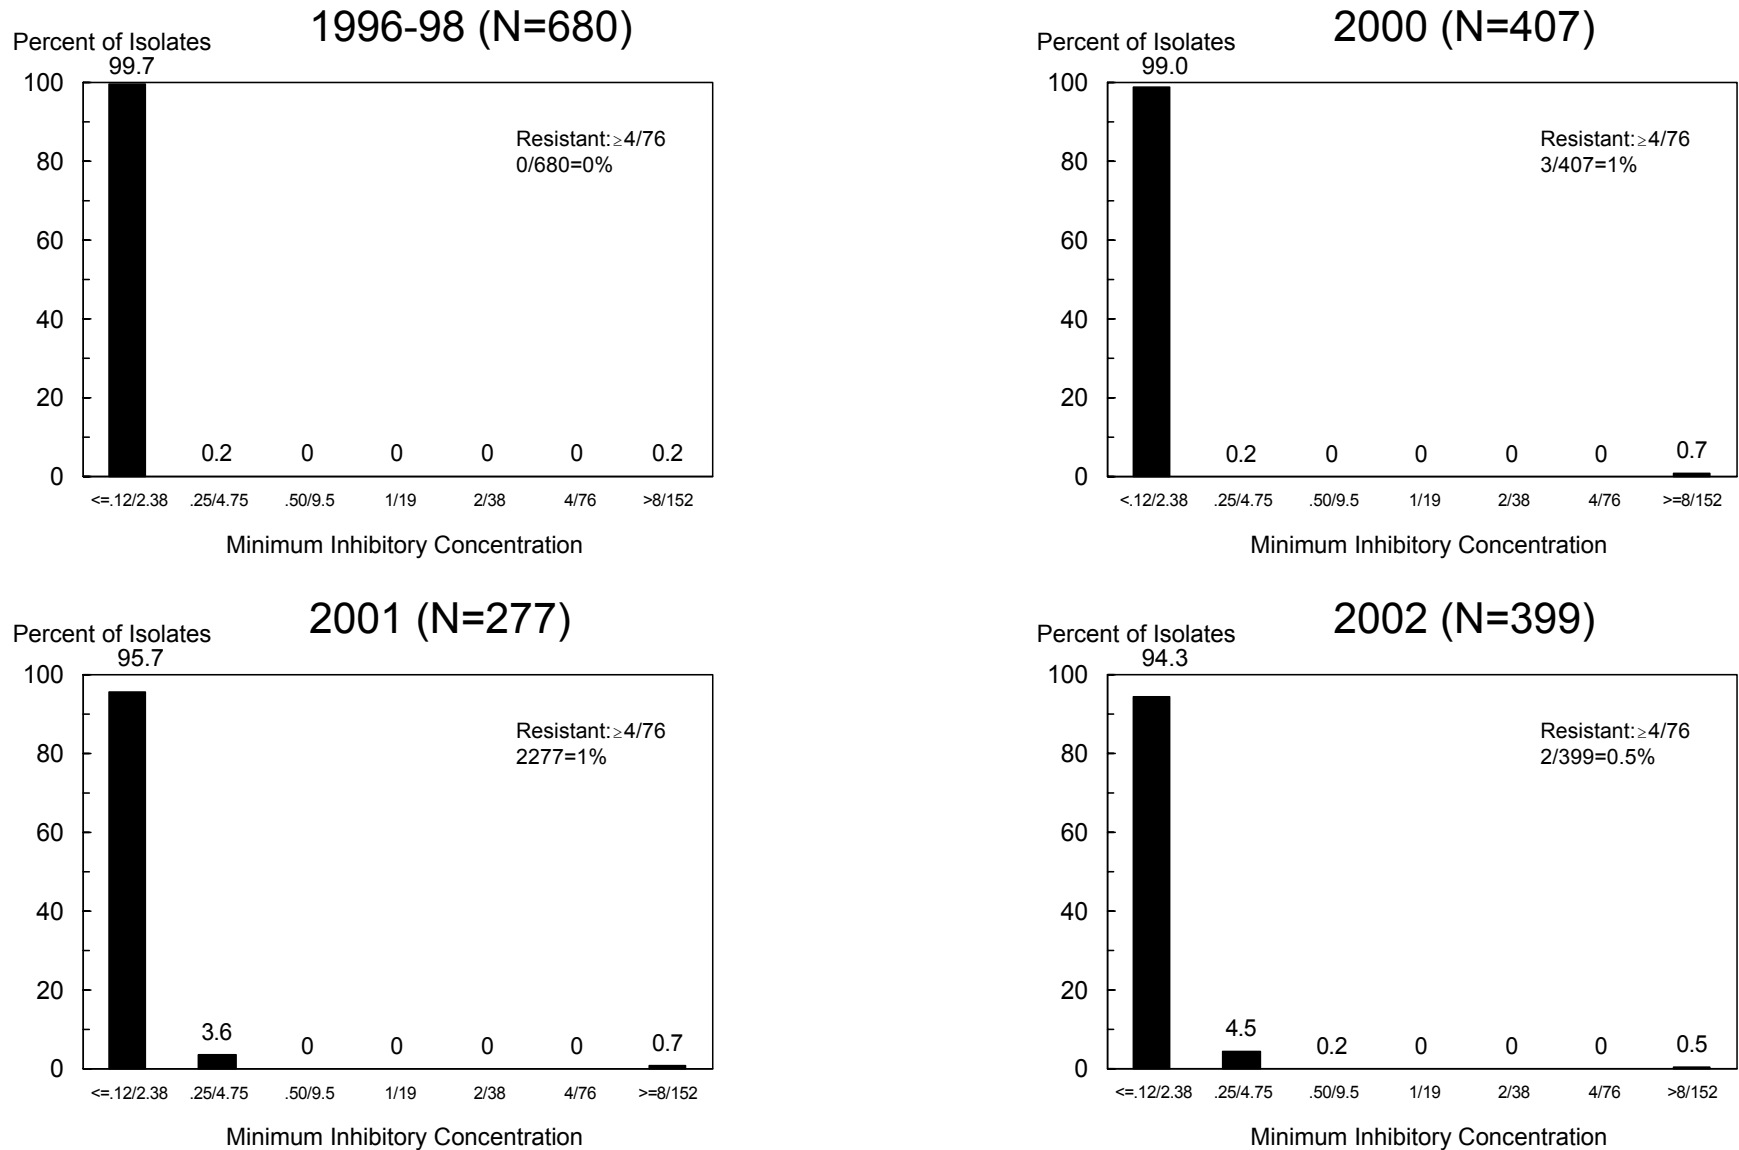 1996-98 (N=680)
Percent of Isolates
99.7
100
80
60
40
20
0
Resistant:≥4/76
0/680=0%
0.2 0 0 0 0 0.2
<=.12/2.38 .25/4.75 .50/9.5 1/19 2/38 4/76 >8/152
Minimum Inhibitory Concentration
2000 (N=407)
Percent of Isolates
99.0
100
80
60
40
20
0
Resistant:≥4/76
3/407=1%
0.2 0 0 0 0 0.7
<.12/2.38 .25/4.75 .50/9.5 1/19 2/38 4/76 >=8/152
Minimum Inhibitory Concentration
2001 (N=277)
Percent of Isolates
95.7
100
80
60
40
20
0
Resistant:≥4/76
2277=1%
3.6 0 0 0 0 0.7
<=.12/2.38 .25/4.75 .50/9.5 1/19 2/38 4/76 >=8/152
Minimum Inhibitory Concentration
2002 (N=399)
Percent of Isolates
94.3
100
80
60
40
20
0
Resistant:≥4/76
2/399=0.5%
4.5 0.2 0 0 0 0.5
<=.12/2.38 .25/4.75 .50/9.5 1/19 2/38 4/76 >8/152
Minimum Inhibitory Concentration